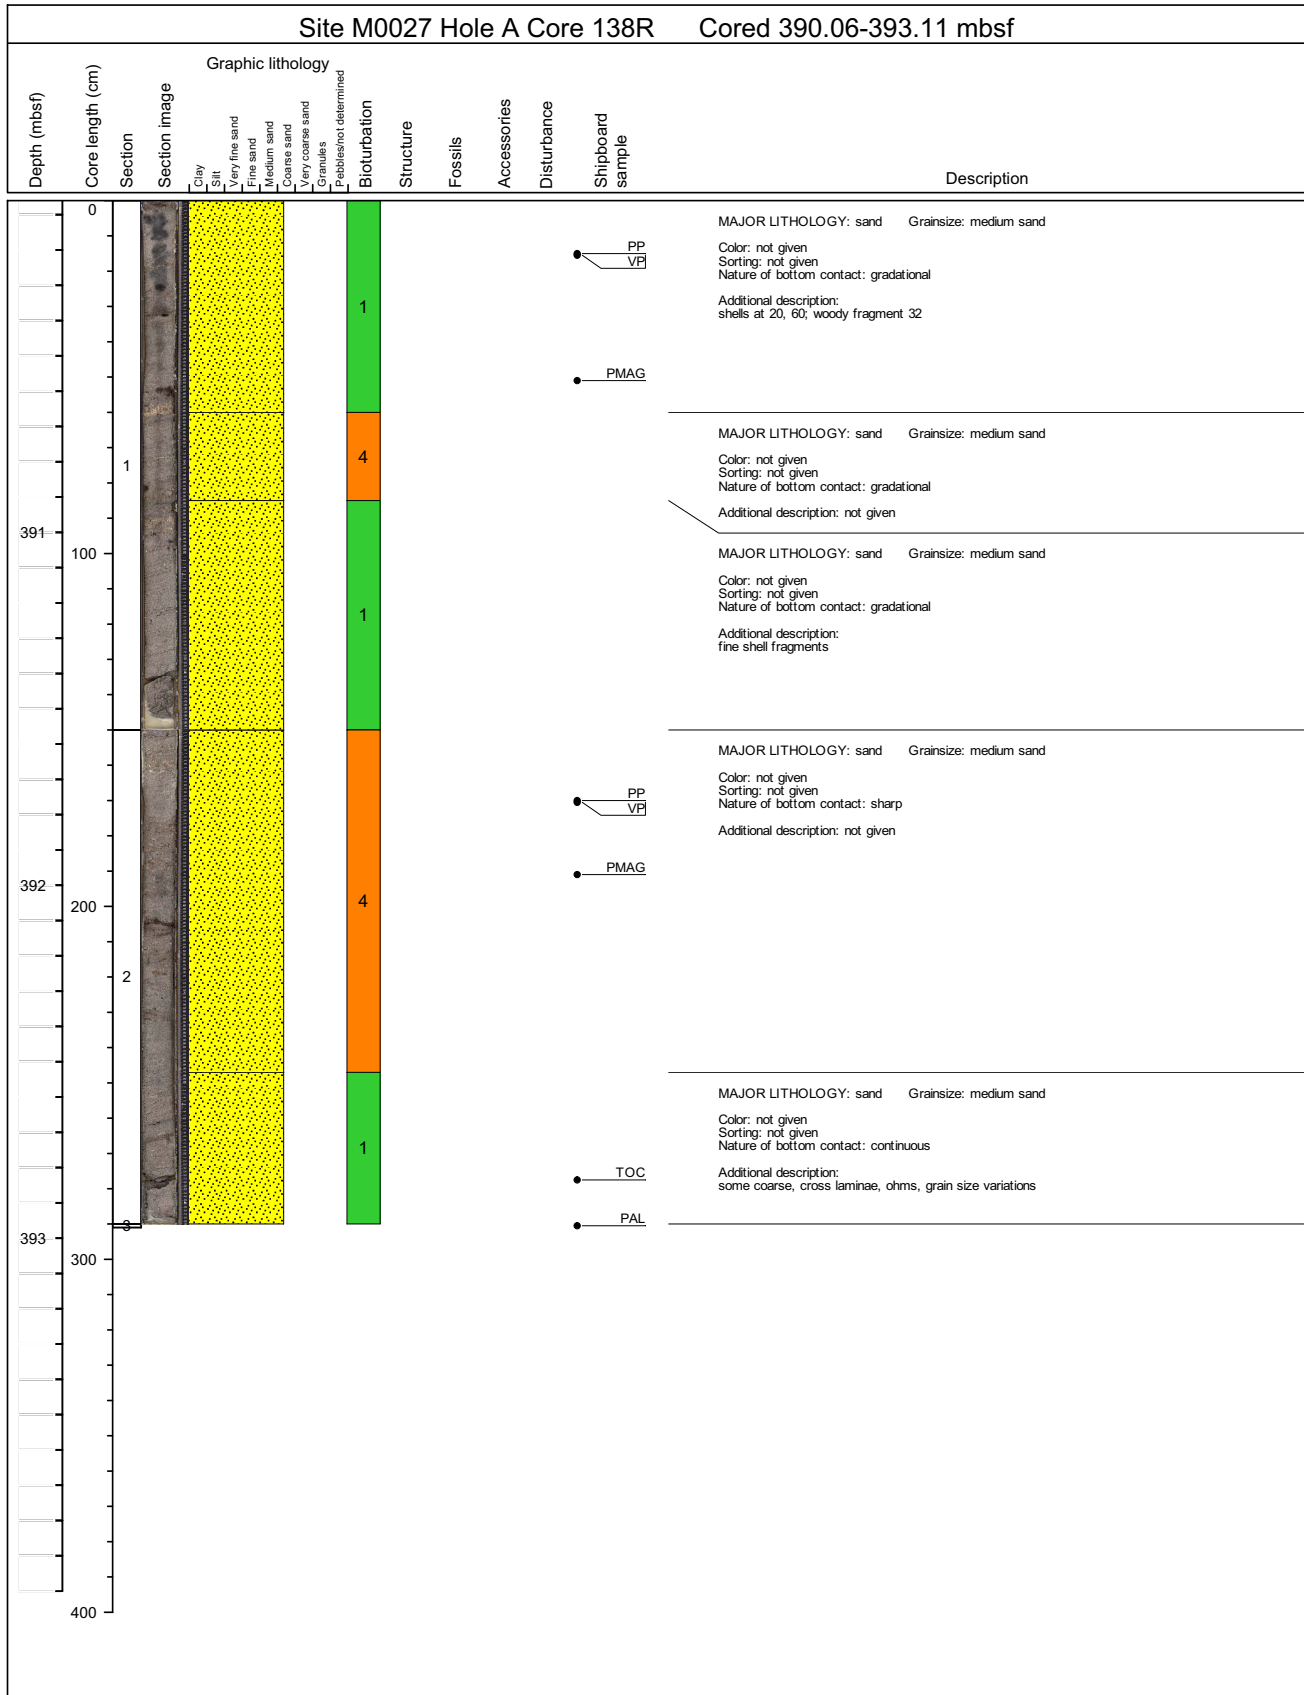 Site M0027 Hole A Core 138R Cored 390.06-393.11 mbsf
Graphic lithology
Depth (mbsf)
Core length (cm)
Section
Section image
Clay
Silt
Very fine sand
Fine sand
Medium sand
Coarse sand
Very coarse sand
Granules
Pebbles/not determined
Bioturbation
Structure
Fossils
Accessories
Disturbance
Shipboard
sample
Description
0
MAJOR LITHOLOGY: sand Grainsize: medium sand
Color: not given
Sorting: not given
Nature of bottom contact: gradational
Additional description:
shells at 20, 60; woody fragment 32
PP
VP
1
PMAG
MAJOR LITHOLOGY: sand Grainsize: medium sand
Color: not given
Sorting: not given
Nature of bottom contact: gradational
Additional description: not given
4
1
391
100
MAJOR LITHOLOGY: sand Grainsize: medium sand
Color: not given
Sorting: not given
Nature of bottom contact: gradational
Additional description:
fine shell fragments
1
MAJOR LITHOLOGY: sand Grainsize: medium sand
Color: not given
Sorting: not given
Nature of bottom contact: sharp
Additional description: not given
PP
VP
PMAG
392
200
4
2
MAJOR LITHOLOGY: sand Grainsize: medium sand
Color: not given
Sorting: not given
Nature of bottom contact: continuous
Additional description:
some coarse, cross laminae, ohms, grain size variations
1
TOC
PAL
3
393
300
400